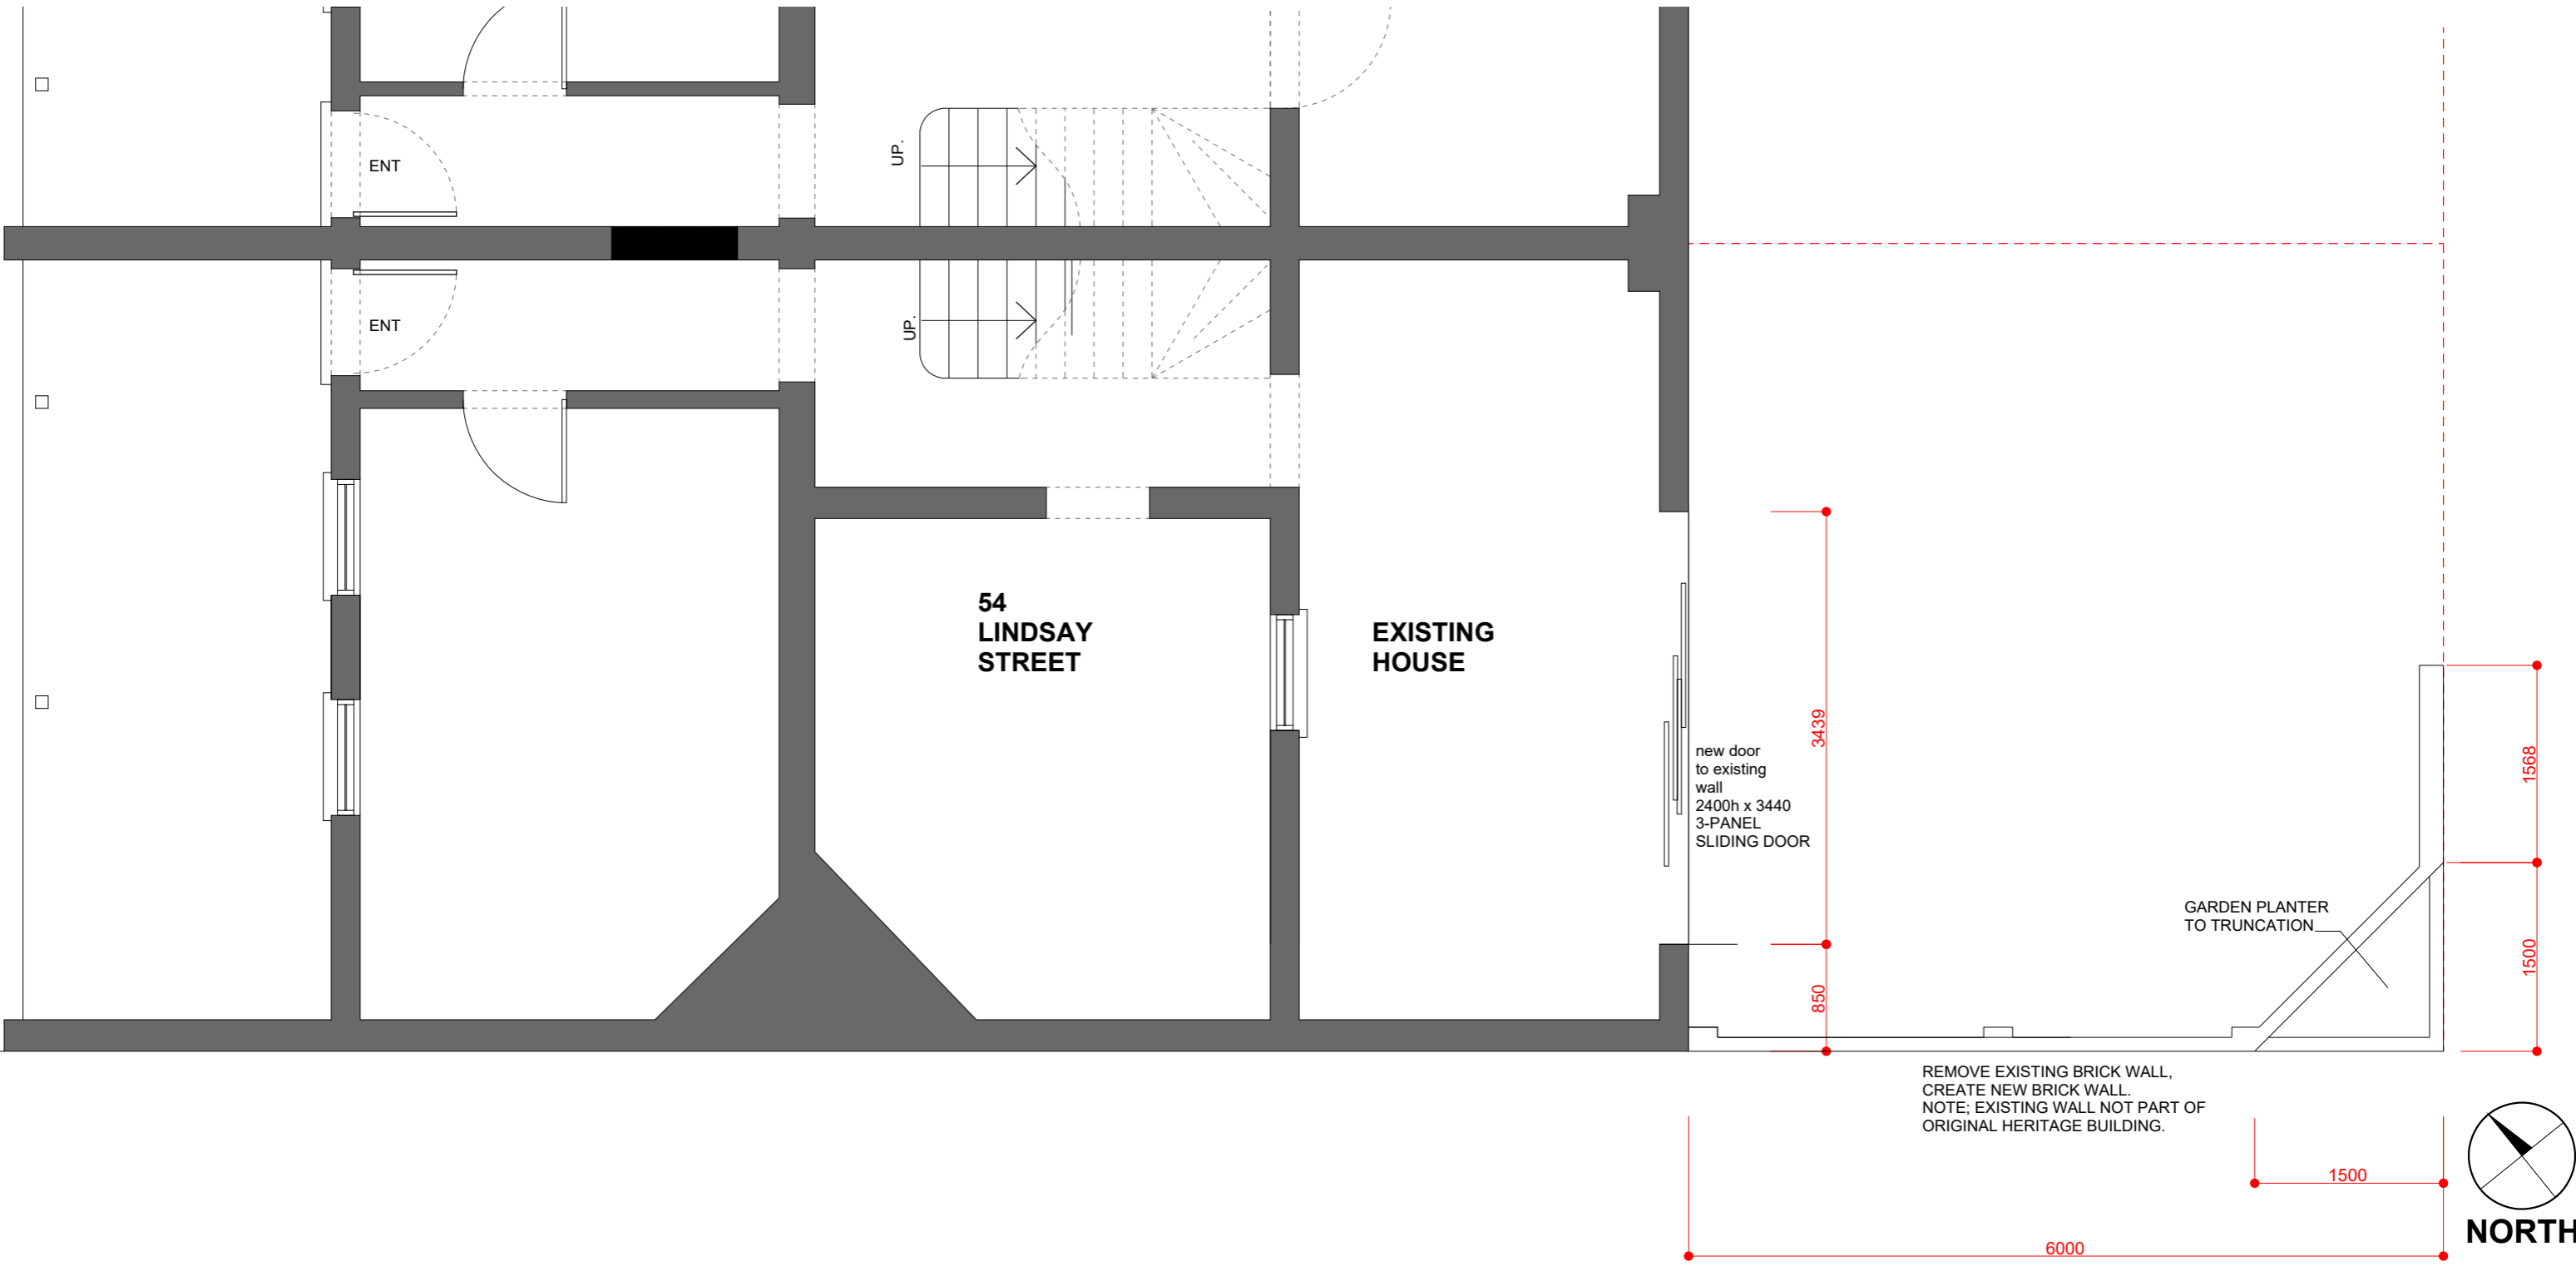 UP.
ENT
ENT
UP.
54
LINDSAY
STREET
EXISTING
HOUSE
new door
to existing
wall
2400h x 3440
3-PANEL
SLIDING DOOR
3439
850
1568
1500
GARDEN PLANTER
TO TRUNCATION
REMOVE EXISTING BRICK WALL,
CREATE NEW BRICK WALL.
NOTE; EXISTING WALL NOT PART OF
ORIGINAL HERITAGE BUILDING.
1500
6000
NORTH